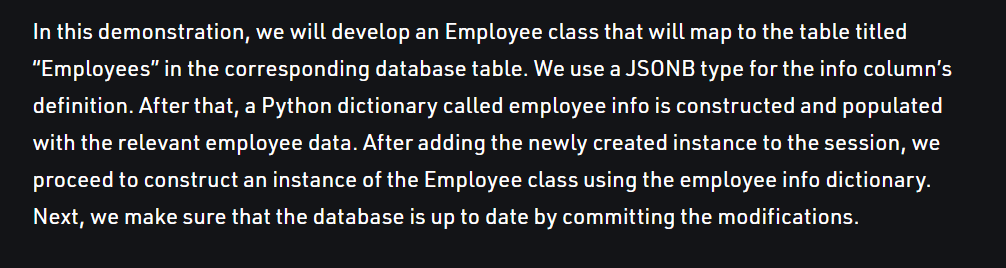 In this demonstration, we will develop an Employee class that will map to the table titled
“Employees” in the corresponding database table. We use a JSONB type for the info column’s
definition. After that, a Python dictionary called employee info is constructed and populated
with the relevant employee data. After adding the newly created instance to the session, we
proceed to construct an instance of the Employee class using the employee info dictionary.
Next, we make sure that the database is up to date by committing the modifications.